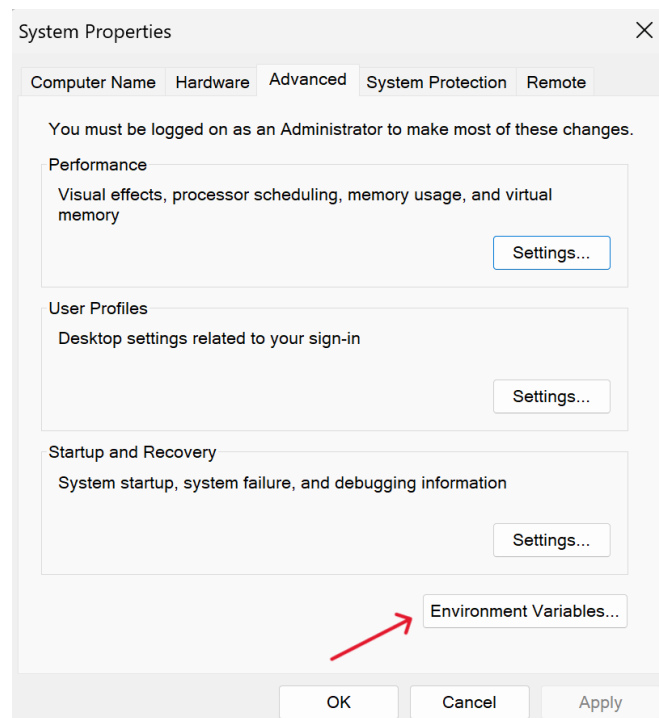 System Properties
Computer Name Hardware Advanced System Protection Remote
You must be logged on as an Administrator to make most of these changes.
Performance
Visual effects, processor scheduling, memory usage, and virtual
memory
Settings...
User Profiles
Desktop settings related to your sign-in
Settings...
Startup and Recovery
System startup, system failure, and debugging information
Settings...
Environment Variables...
OK Cancel Apply